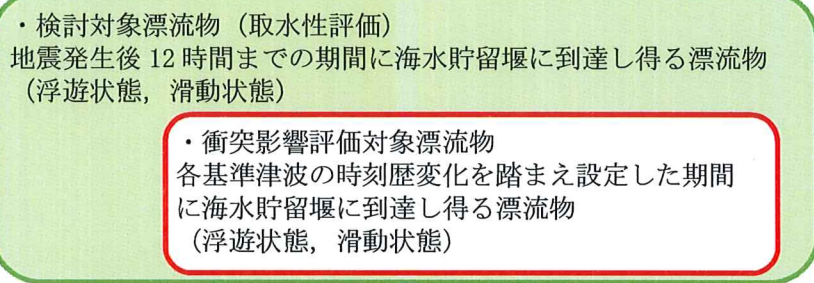 ・検討対象漂流物（取水性評価）
地震発生後 12 時間までの期間に海水貯留堰に到達し得る漂流物
（浮遊状態，滑動状態）
・衝突影響評価対象漂流物
各基準津波の時刻歴変化を踏まえ設定した期間
に海水貯留堰に到達し得る漂流物
（浮遊状態，滑動状態）